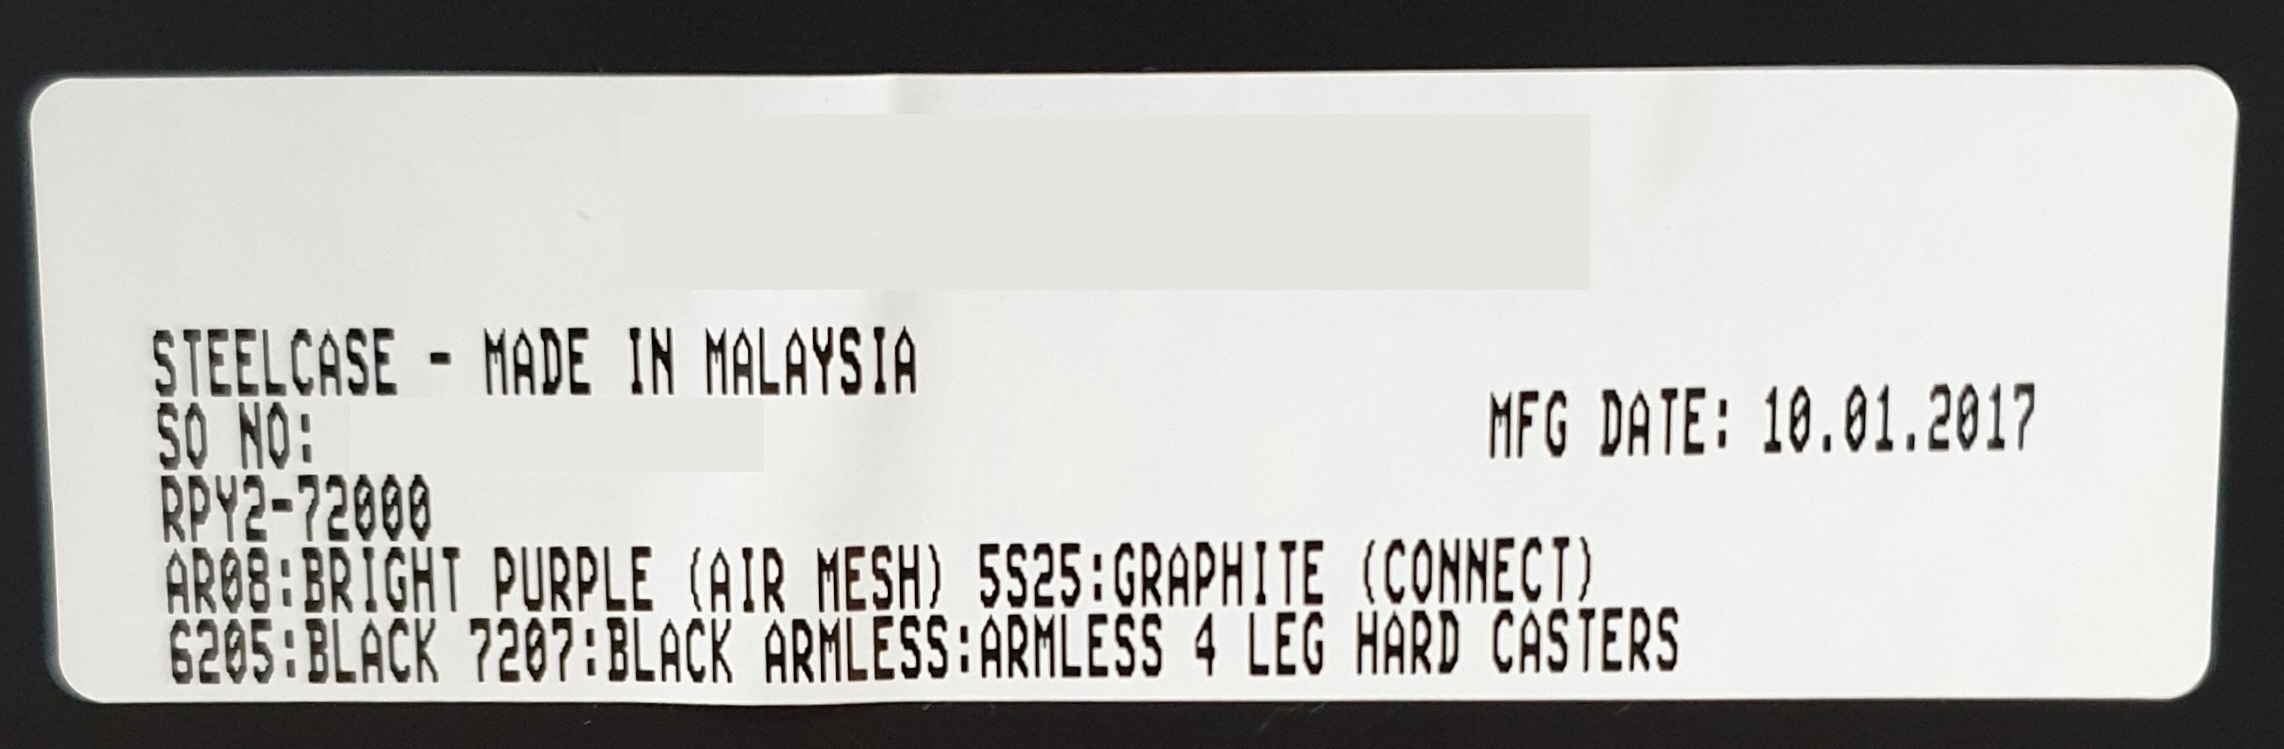 STEELCASE - MADE IN MALAYSIA
SO NO:
MFG DATE: 10.01.2017
RPY2-72000
AR08:BRIGHT PURPLE (AIR MESH) 5S25:GRAPHITE (CONNECT)
6205:BLACK 7207:BLACK ARMLESS:ARMLESS 4 LEG HARD CASTERS